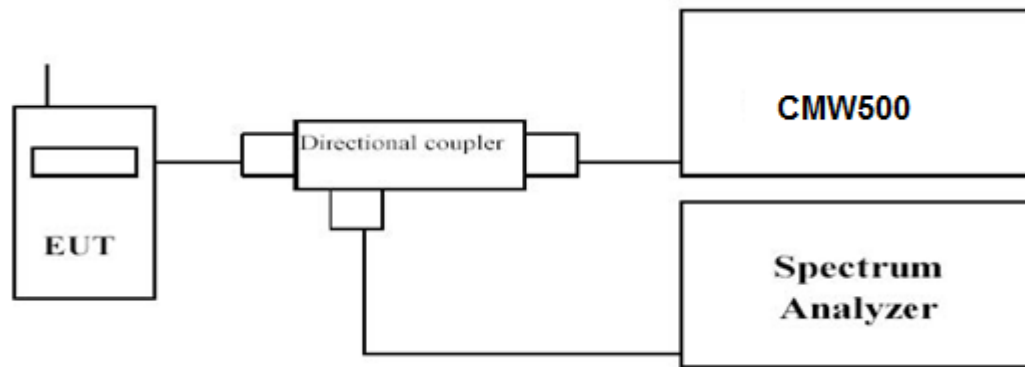 EUT
Directional coupler
CMW500
Spectrum
Analyzer